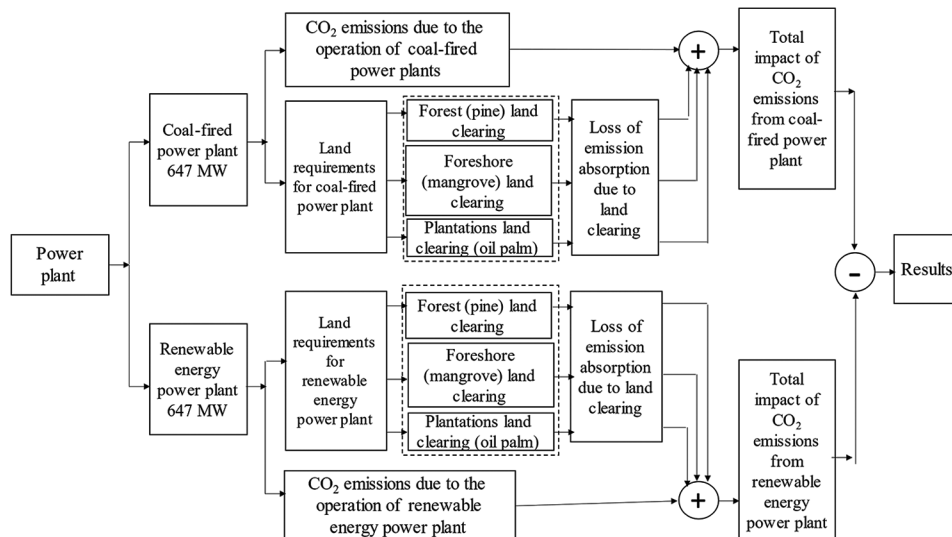 CO₂ emissions due to the
operation of coal-fired
power plants
+
Total
impact of
CO₂
emissions
from coal-
fired power
plant
Coal-fired
power plant
647 MW
Land
requirements
for coal-fired
power plant
Forest (pine) land
clearing
Foreshore
(mangrove) land
clearing
Plantations land
clearing (oil palm)
Loss of
emission
absorption
due to
land
clearing
Power
plant
-
Results
Renewable
energy
power plant
647 MW
Land
requirements
for
renewable
energy
power plant
Forest (pine) land
clearing
Foreshore
(mangrove) land
clearing
Plantations land
clearing (oil palm)
Loss of
emission
absorption
due to land
clearing
Total
impact of
CO₂
emissions
from
renewable
energy
power plant
CO₂ emissions due to the
operation of renewable
energy power plant
+